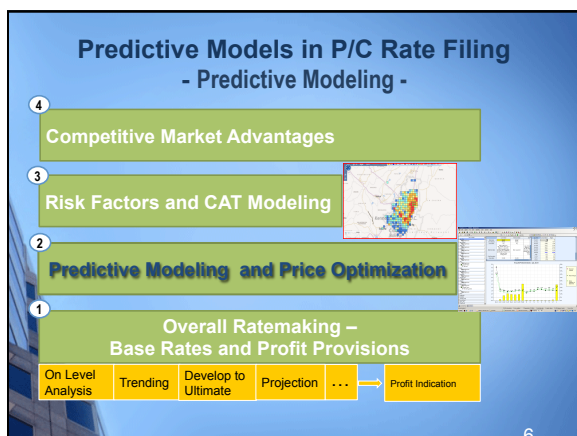 Predictive Models in P/C Rate Filing
- Predictive Modeling -
4
Competitive Market Advantages
3
Risk Factors and CAT Modeling
2
Predictive Modeling and Price Optimization
1
Overall Ratemaking –
Base Rates and Profit Provisions
On Level
Analysis
Trending
Develop to
Ultimate
Projection
...
Profit Indication
6